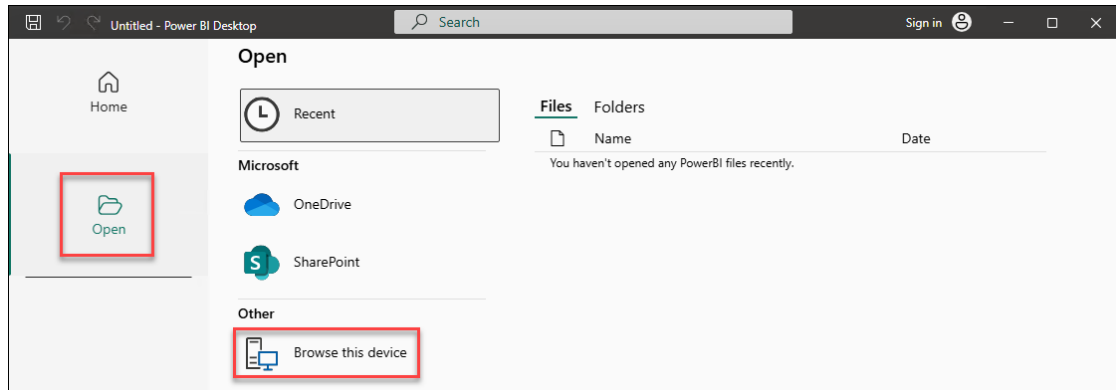 Untitled - Power BI Desktop
Search
Sign in
Home
Open
Open
Recent
Microsoft
OneDrive
S
SharePoint
Other
Browse this device
Files Folders
Name Date
You haven't opened any PowerBI files recently.